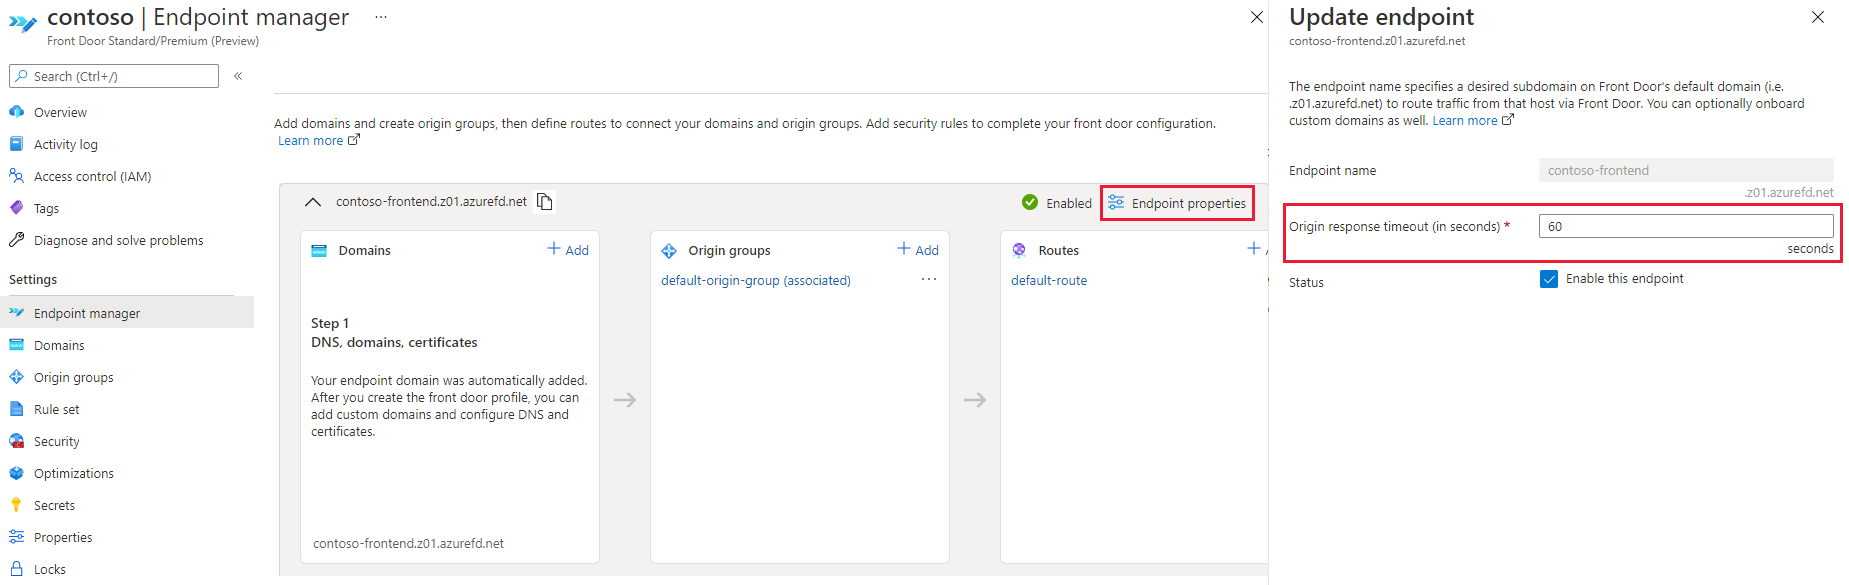 contoso | Endpoint manager ...
Front Door Standard/Premium (Preview)
Search (Ctrl+/)
Overview
Activity log
Access control (IAM)
Tags
Diagnose and solve problems
Settings
Endpoint manager
Domains
Origin groups
Rule set
Security
Optimizations
Secrets
Properties
Locks
Add domains and create origin groups, then define routes to connect your domains and origin groups. Add security rules to complete your front door configuration.
Learn more
contoso-frontend.z01.azurefd.net
Enabled
Endpoint properties
Domains
+ Add
Step 1
DNS, domains, certificates
Your endpoint domain was automatically added.
After you create the front door profile, you can
add custom domains and configure DNS and
certificates.
contoso-frontend.z01.azurefd.net
Origin groups
+ Add
default-origin-group (associated)
...
Routes
+
default-route
Update endpoint
contoso-frontend.z01.azurefd.net
The endpoint name specifies a desired subdomain on Front Door's default domain (i.e.
.z01.azurefd.net) to route traffic from that host via Front Door. You can optionally onboard
custom domains as well. Learn more
Endpoint name
contoso-frontend
.z01.azurefd.net
Origin response timeout (in seconds) *
60
seconds
Status
Enable this endpoint